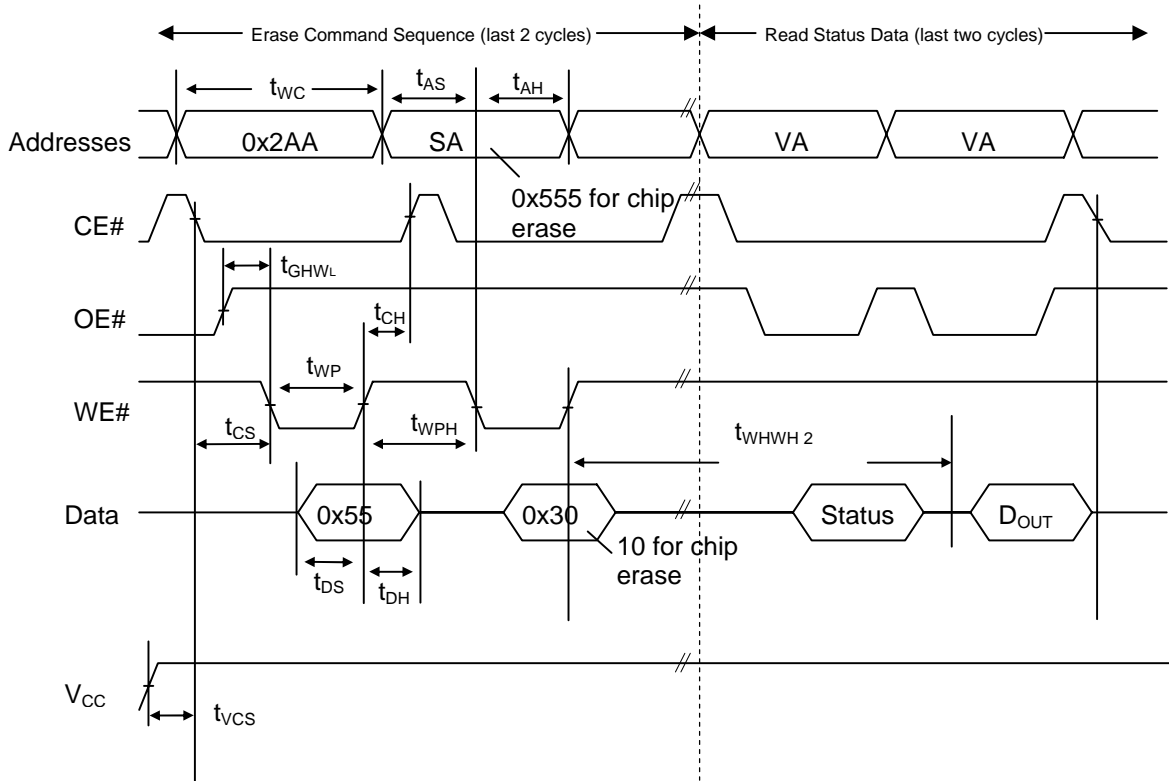 Erase Command Sequence (last 2 cycles)
Read Status Data (last two cycles)
tWC
tAS
tAH
Addresses
0x2AA
SA
VA
VA
0x555 for chip
erase
CE#
tGHWL
OE#
tCH
tWP
WE#
tCS
tWPH
tWHWH 2
Data
0x55
0x30
Status
DOUT
10 for chip
erase
tDS
tDH
VCC
tVCS